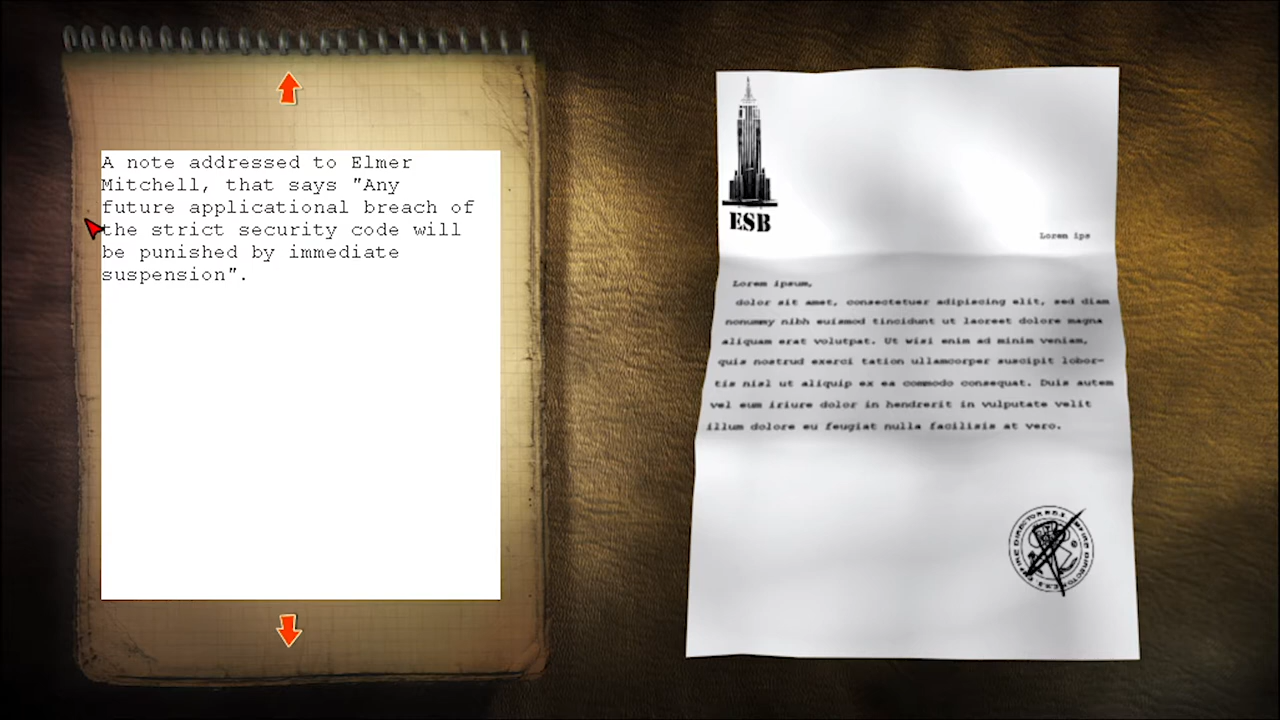 A note addressed to Elmer
Mitchell, that says "Any
future applicational breach of
the strict security code will
be punished by immediate
suspension".
ESB
Lorem ips
Lorem ipsum,
dolor sit amet, consectetuer adipiscing elit, sed diam
nonummy nibh euismod tincidunt ut laoreet dolore magna
aliquam erat volutpat. Ut wisi enim ad minim veniam,
quis nostrud exerci tation ullamcorper suscipit lobor-
tis nisl ut aliquip ex ea commodo consequat. Duis autem
vel eum iriure dolor in hendrerit in vulputate velit
illum dolore eu feugiat nulla facilisis at vero.